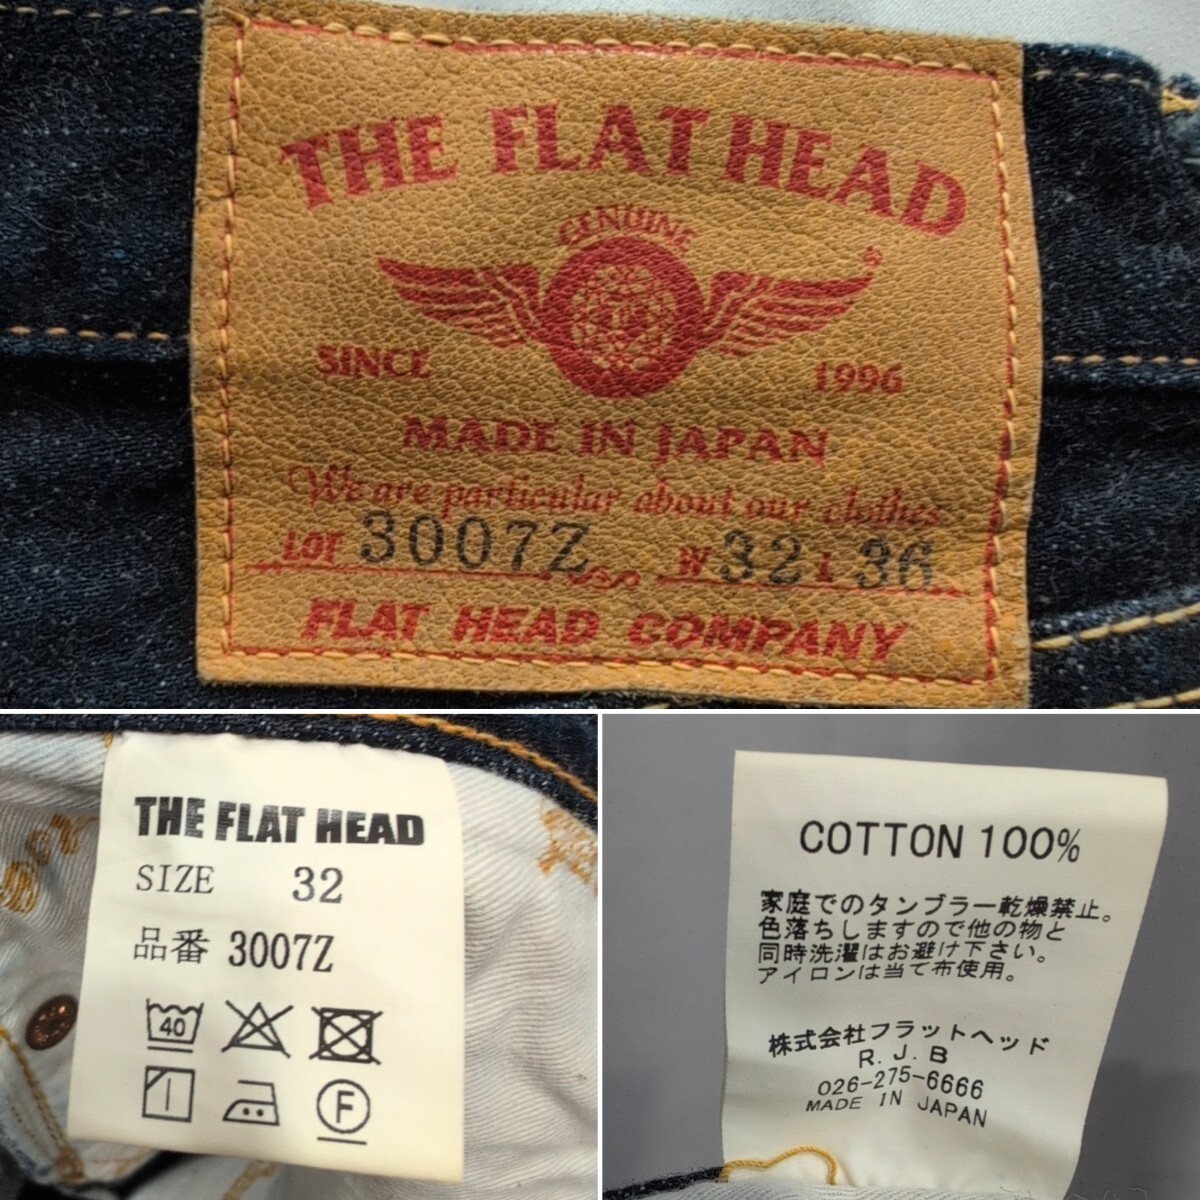 THE FLAT HEAD
GENUINE
SINCE 1996
MADE IN JAPAN
We are particular about our clothes
LOT 3007Z W 32 L 36
FLAT HEAD COMPANY
THE FLAT HEAD
SIZE 32
品番 3007Z
40
F
COTTON 100%
家庭でのタンブラー乾燥禁止。
色落ちしますので他の物と
同時洗濯はお避け下さい。
アイロンは当て布使用。
株式会社フラットヘッド
R.J.B
026-275-6666
MADE IN JAPAN